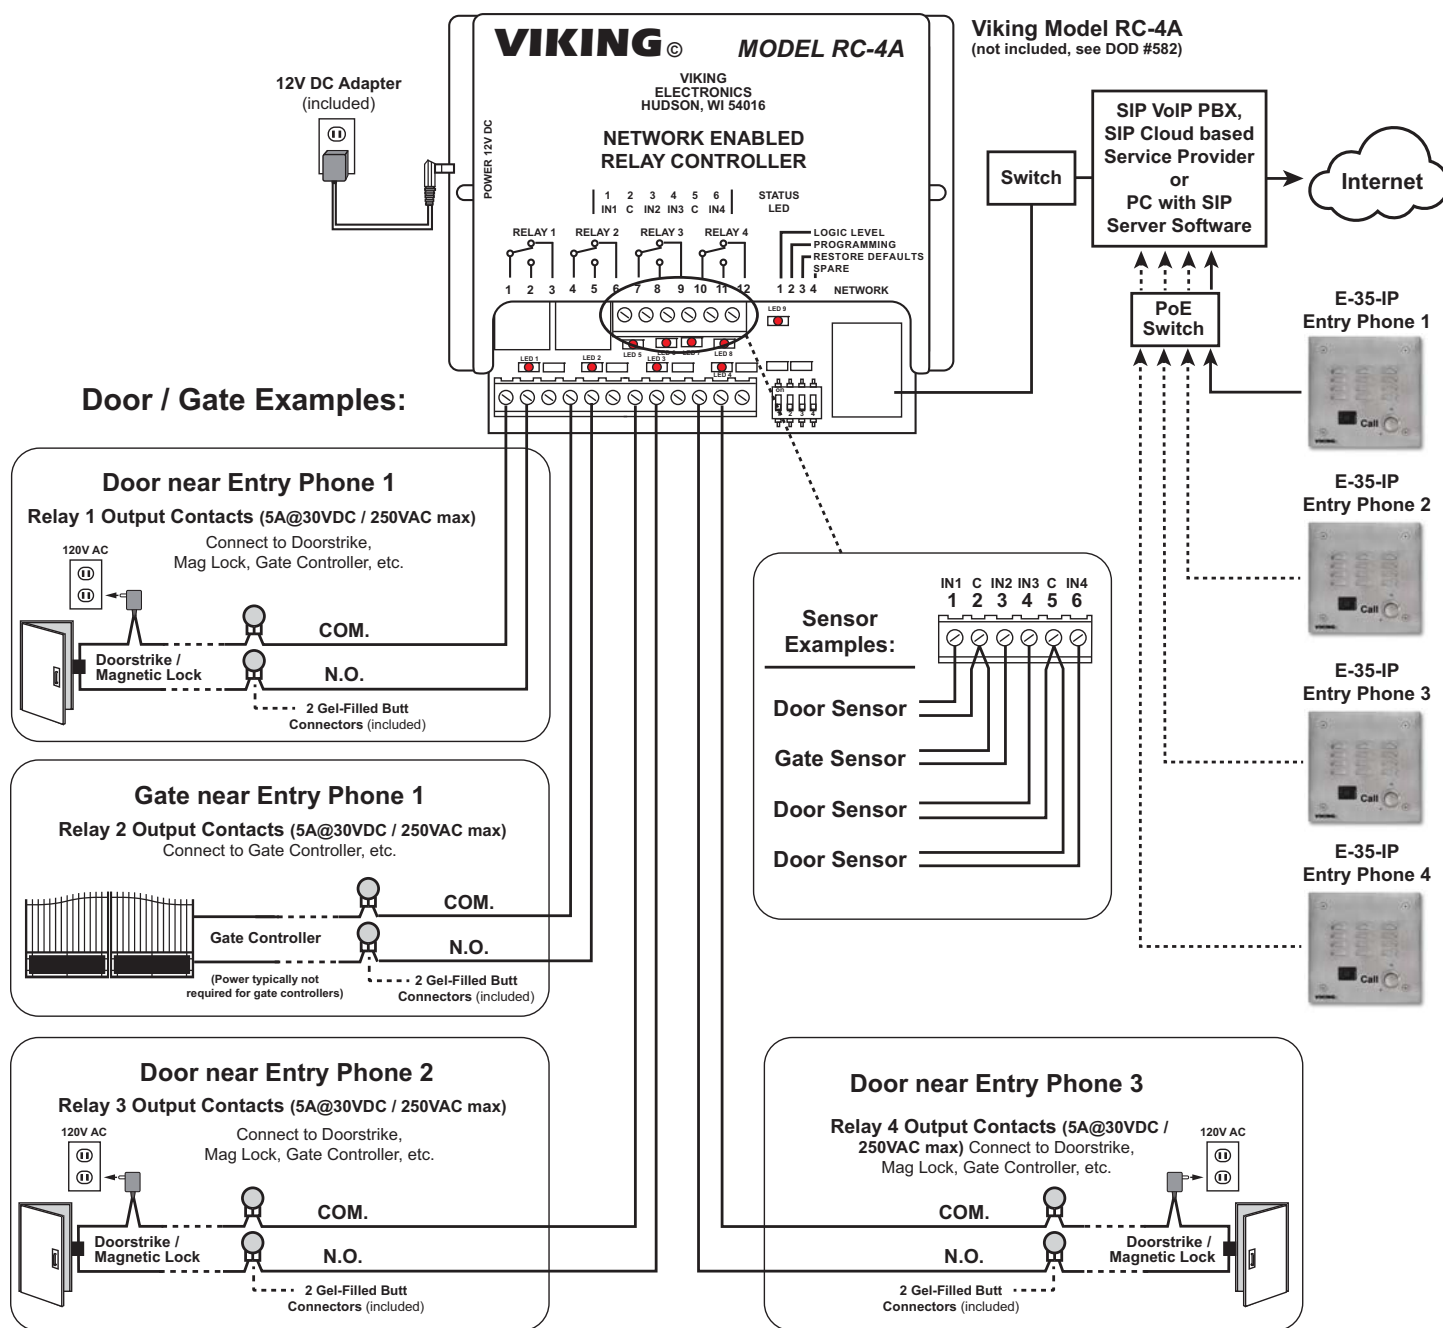 VIKING©
MODEL RC-4A
VIKING
ELECTRONICS
HUDSON, WI 54016
NETWORK ENABLED
RELAY CONTROLLER
POWER 12V DC
1 2 3 4 5 6
IN1 C IN2 IN3 C IN4
STATUS
LED
RELAY 1 RELAY 2 RELAY 3 RELAY 4
LOGIC LEVEL
PROGRAMMING
RESTORE DEFAULTS
SPARE
1 2 3 4 5 6 7 8 9 10 11 12
1 2 3 4
NETWORK
LED 9
LED 5
LED 8
LED 1
LED 2
LED 3
LED 4
on
2 3 4
Viking Model RC-4A
(not included, see DOD #582)
12V DC Adapter
(included)
Switch
SIP VoIP PBX,
SIP Cloud based
Service Provider
or
PC with SIP
Server Software
Internet
PoE
Switch
E-35-IP
Entry Phone 1
Call
VIKING
E-35-IP
Entry Phone 2
Call
VIKING
E-35-IP
Entry Phone 3
Call
VIKING
E-35-IP
Entry Phone 4
Call
VIKING
Door / Gate Examples:
Door near Entry Phone 1
Relay 1 Output Contacts (5A@30VDC / 250VAC max)
Connect to Doorstrike,
Mag Lock, Gate Controller, etc.
120V AC
COM.
Doorstrike /
Magnetic Lock
N.O.
2 Gel-Filled Butt
Connectors (included)
Gate near Entry Phone 1
Relay 2 Output Contacts (5A@30VDC / 250VAC max)
Connect to Gate Controller, etc.
COM.
Gate Controller
N.O.
(Power typically not
required for gate controllers)
2 Gel-Filled Butt
Connectors (included)
Door near Entry Phone 2
Relay 3 Output Contacts (5A@30VDC / 250VAC max)
120V AC
Connect to Doorstrike,
Mag Lock, Gate Controller, etc.
COM.
Doorstrike /
Magnetic Lock
N.O.
2 Gel-Filled Butt
Connectors (included)
Sensor
Examples:
IN1 C IN2 IN3 C IN4
1 2 3 4 5 6
Door Sensor
Gate Sensor
Door Sensor
Door Sensor
Door near Entry Phone 3
Relay 4 Output Contacts (5A@30VDC /
250VAC max) Connect to Doorstrike,
Mag Lock, Gate Controller, etc.
120V AC
COM.
Doorstrike /
Magnetic Lock
N.O.
2 Gel-Filled Butt
Connectors (included)